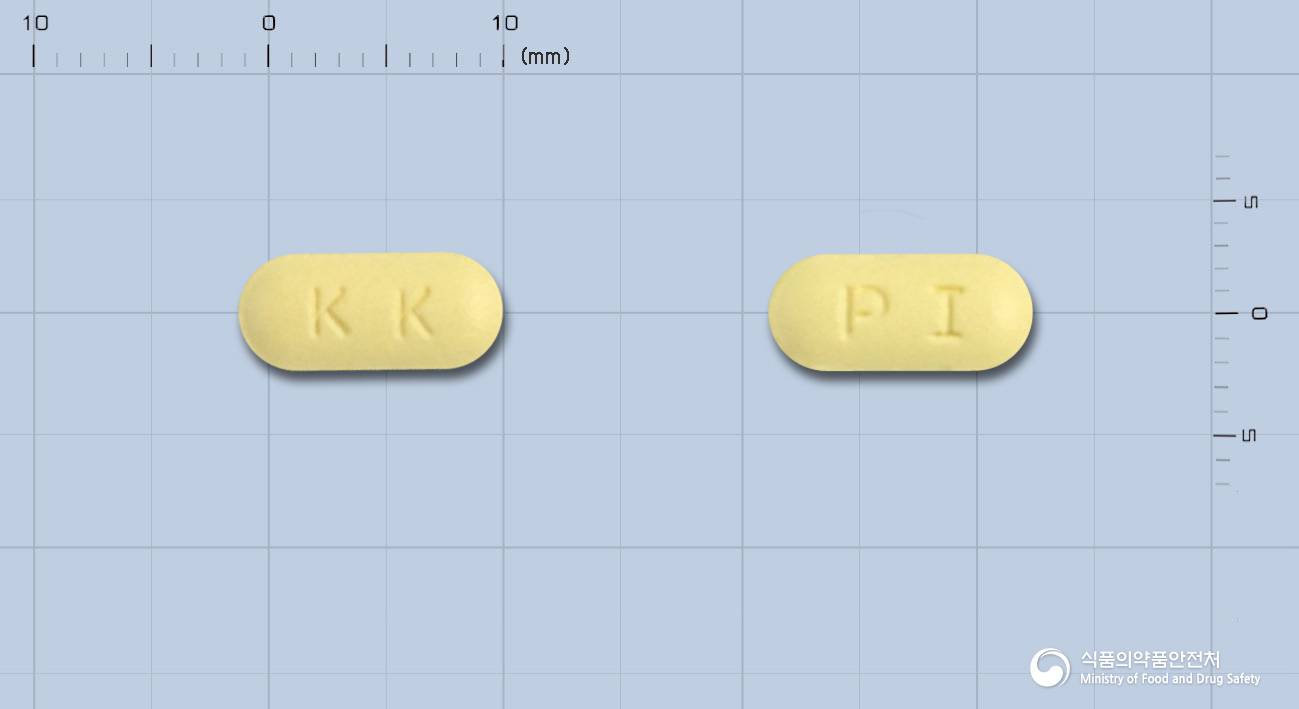 10 0 10 (mm)
5
0
5
K K
P I
식품의약품안전처
Ministry of Food and Drug Safety